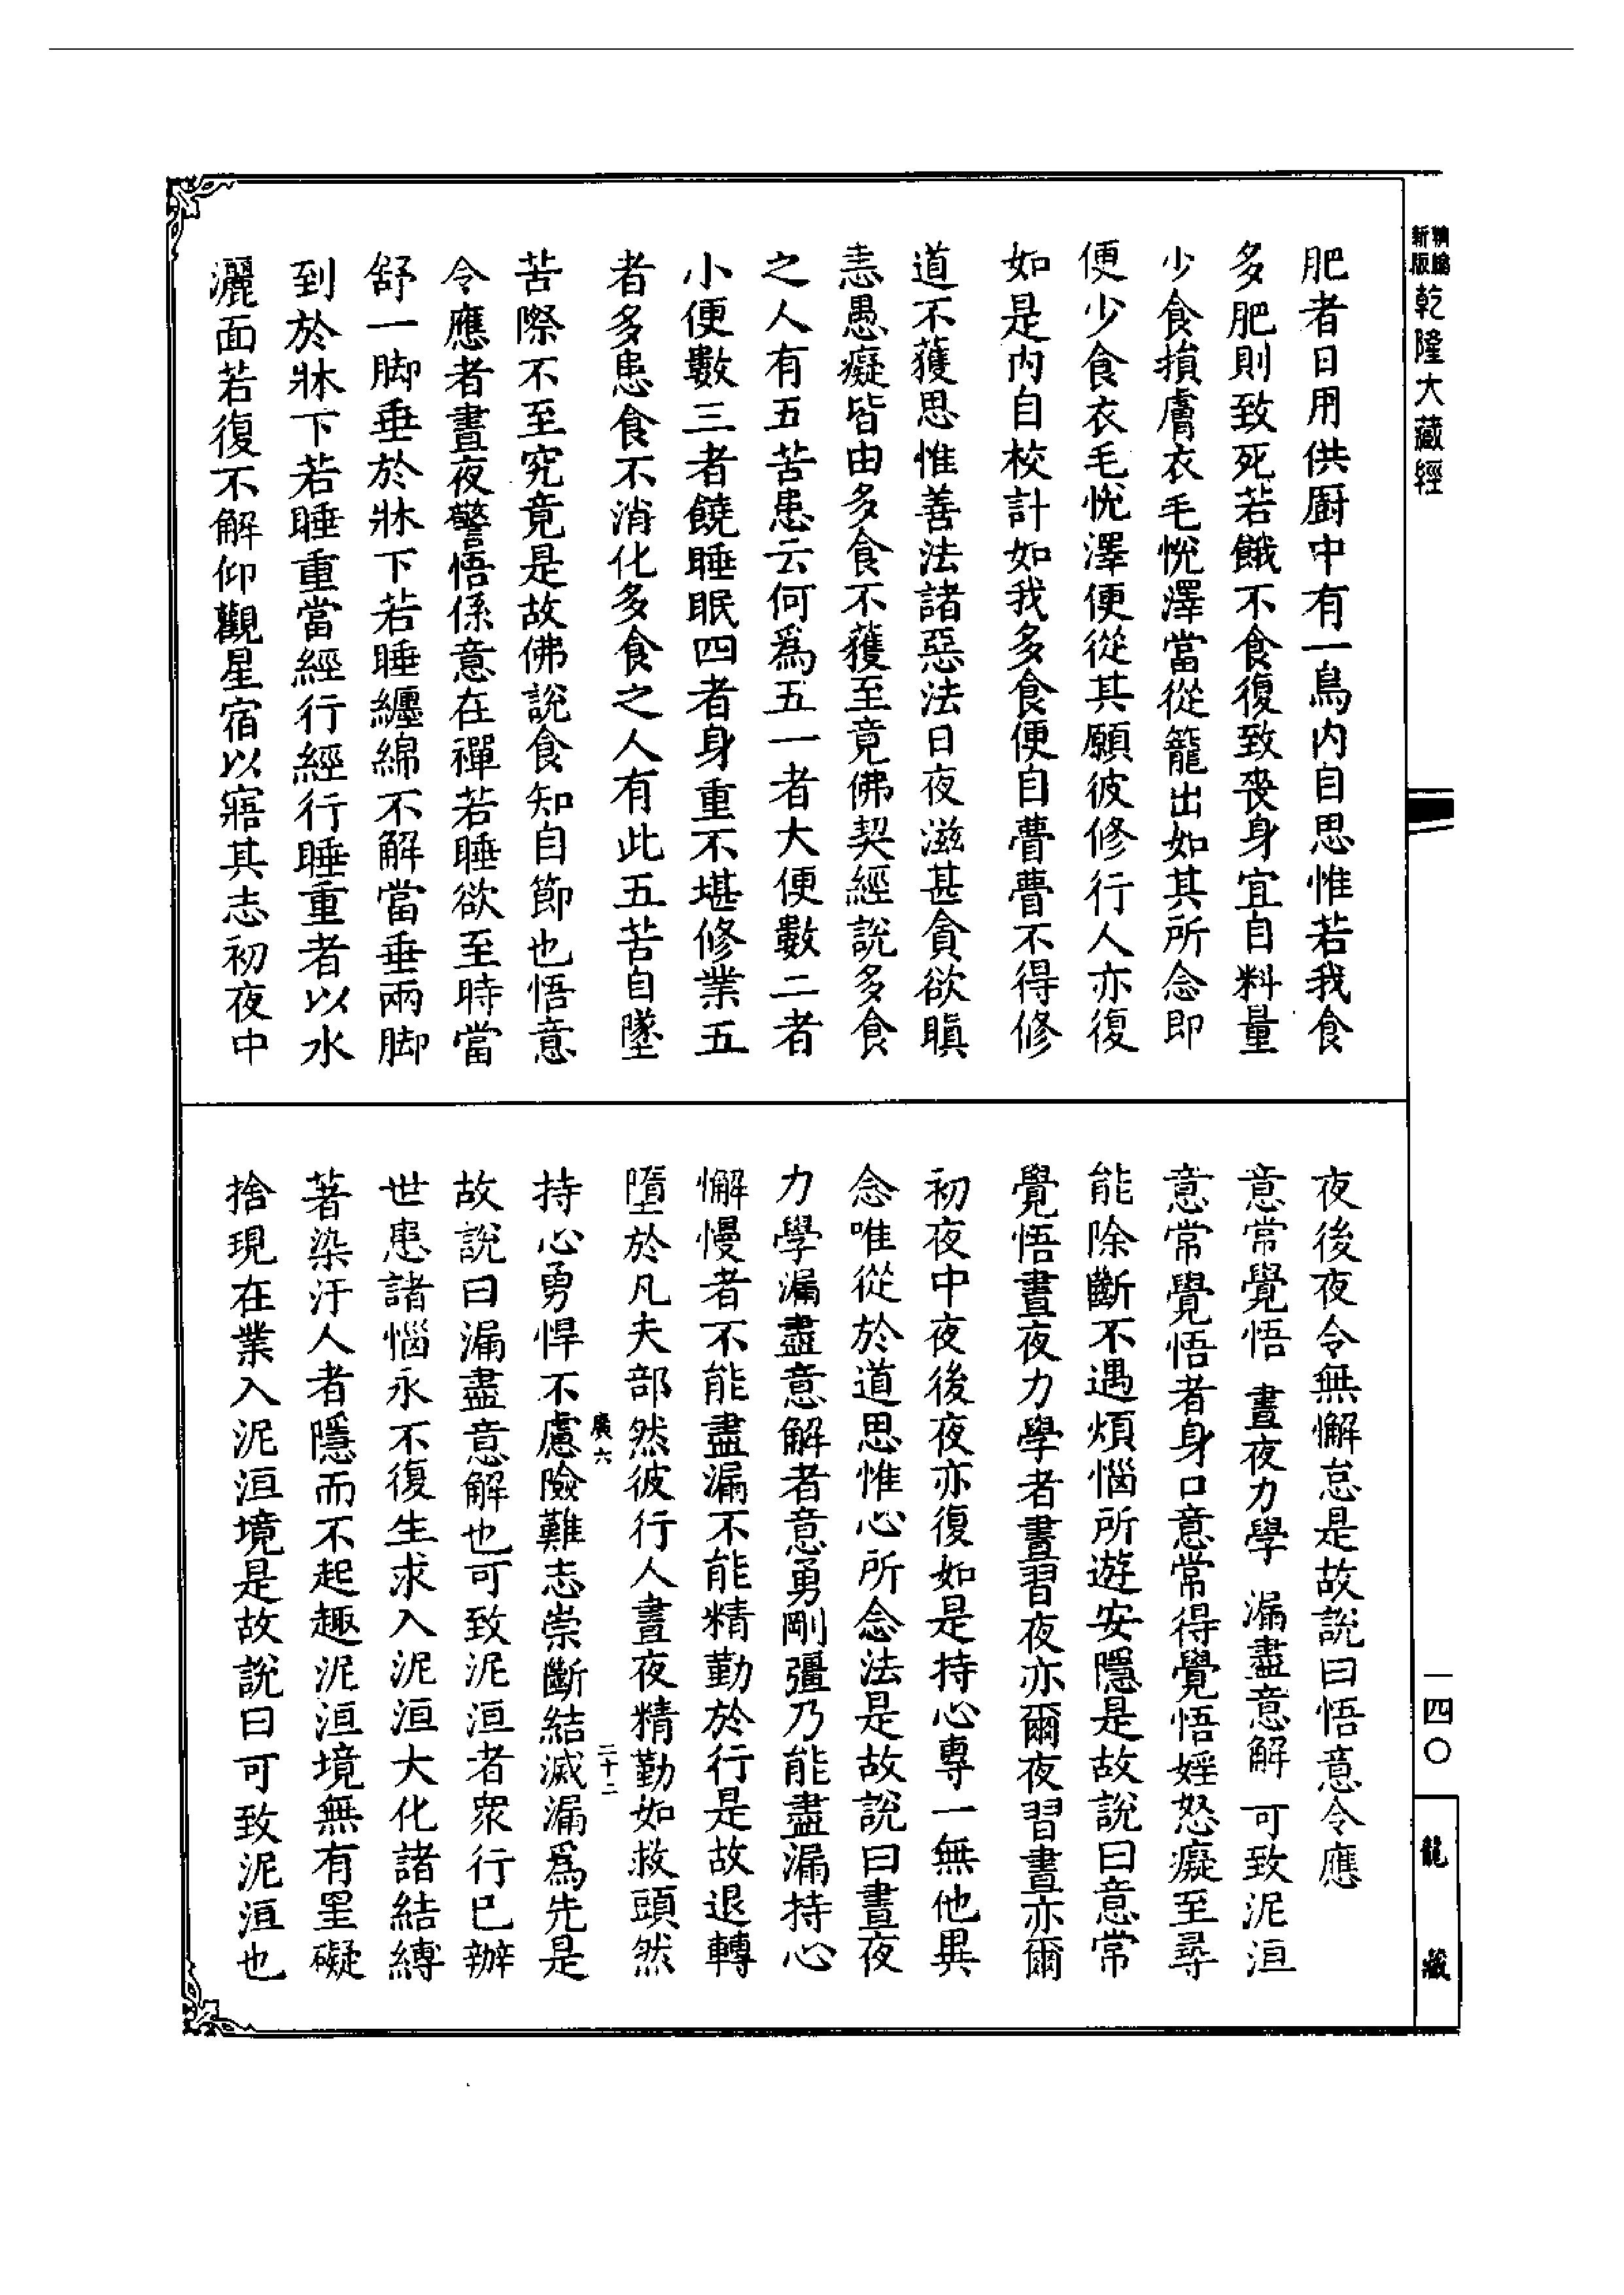 精編
新版
乾隆大藏經
肥者日用供厨中有一鳥内自思惟若我食
多肥則致死若餓不食復致喪身宜自料量
少食損膚衣毛悅澤當從籠出如其所念即
便少食衣毛悅澤便從其願彼修行人亦復
如是内自校計如我多食便自瞢瞢不得修
道不獲思惟善法諸惡法日夜滋甚貪欲瞋
恚愚癡皆由多食不獲至竟佛契經説多食
之人有五苦患云何爲五一者大便數二者
小便數三者饒睡眠四者身重不堪修業五
者多患食不消化多食之人有此五苦自墜
苦際不至究竟是故佛説食知自節也悟意
令應者晝夜警悟係意在禪若睡欲至時當
舒一脚垂於牀下若睡纏綿不解當垂兩脚
到於牀下若睡重當經行經行睡重者以水
灑面若復不解仰觀星宿以寤其志初夜中
夜後夜令無懈怠是故説曰悟意令應
意常覺悟 晝夜力學 漏盡意解 可致泥洹
意常覺悟者身口意常得覺悟婬怒癡至尋
能除斷不遇煩惱所遊安隱是故説曰意常
覺悟晝夜力學者晝習夜亦爾夜習晝亦爾
初夜中夜後夜亦復如是持心專一無他異
念唯從於道思惟心所念法是故説曰晝夜
力學漏盡意解者意勇剛彊乃能盡漏持心
懈慢者不能盡漏不能精勤於行是故退轉
墮於凡夫部然彼行人晝夜精勤如救頭然
廣六
二十二
持心勇悍不慮險難志崇斷結滅漏爲先是
故説曰漏盡意解也可致泥洹者衆行已辦
世患諸惱永不復生求入泥洹大化諸結縛
著染汙人者隱而不起趣泥洹境無有罣礙
捨現在業入泥洹境是故説曰可致泥洹也
一四〇
龍藏